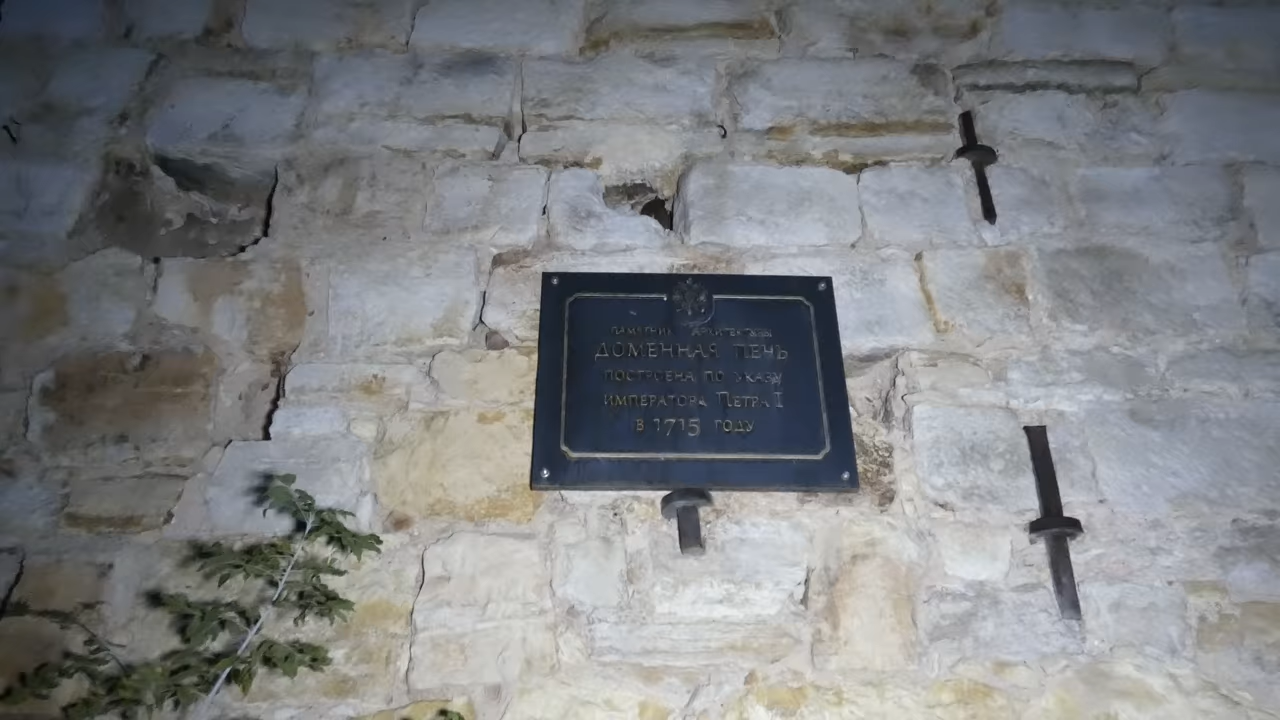 Памятник архитектуры
Доменная печь
построена по указу
императора Петра I
в 1715 году